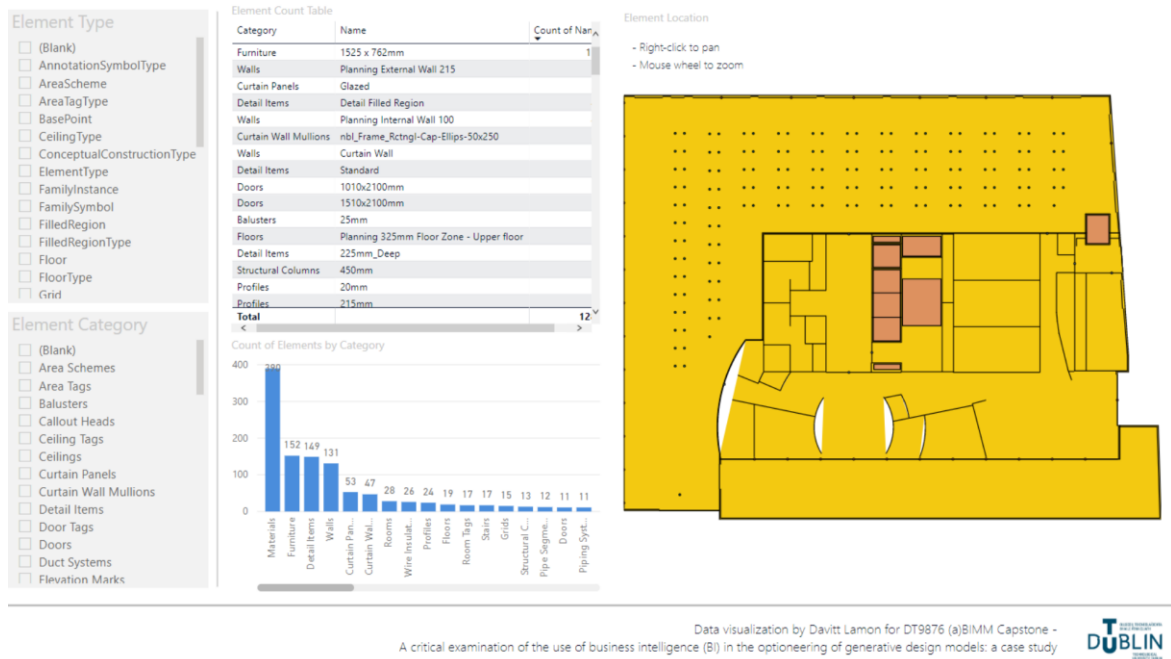 Element Type
(Blank)
AnnotationSymbolType
AreaScheme
AreaTagType
BasePoint
CeilingType
ConceptualConstructionType
ElementType
FamilyInstance
FamilySymbol
FilledRegion
FilledRegionType
Floor
FloorType
Grid
Element Category
(Blank)
Area Schemes
Area Tags
Balusters
Callout Heads
Ceiling Tags
Ceilings
Curtain Panels
Curtain Wall Mullions
Detail Items
Door Tags
Doors
Duct Systems
Elevation Marks
Element Count Table
Category Name Count of Nan
Furniture 1525 x 762mm 1
Walls Planning External Wall 215
Curtain Panels Glazed
Detail Items Detail Filled Region
Walls Planning Internal Wall 100
Curtain Wall Mullions nbl_Frame_Rctngl-Cap-Ellips-50x250
Walls Curtain Wall
Detail Items Standard
Doors 1010x2100mm
Doors 1510x2100mm
Balusters 25mm
Floors Planning 325mm Floor Zone - Upper floor
Detail Items 225mm_Deep
Structural Columns 450mm
Profiles 20mm
Profiles 215mm
Total 12
Count of Elements by Category
400
300
200
100
0
152 149 131 53 47 28 26 24 19 17 17 15 13 12 11 11
Materials
Furniture
Detail Items
Walls
Curtain Pan...
Curtain Wal...
Rooms
Wire Insulat...
Profiles
Floors
Room Tags
Stairs
Grids
Structural C...
Pipe Segme...
Doors
Piping Syst...
Element Location
- Right-click to pan
- Mouse wheel to zoom
Data visualization by Davitt Lamon for DT9876 (a)BIMM Capstone -
A critical examination of the use of business intelligence (BI) in the optioneering of generative design models: a case study
DUBLIN